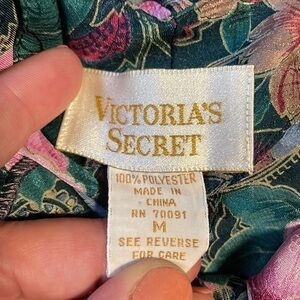 VICTORIA'S
SECRET
100% POLYESTER
MADE IN
CHINA
RN 70091
M
SEE REVERSE
FOR CARE